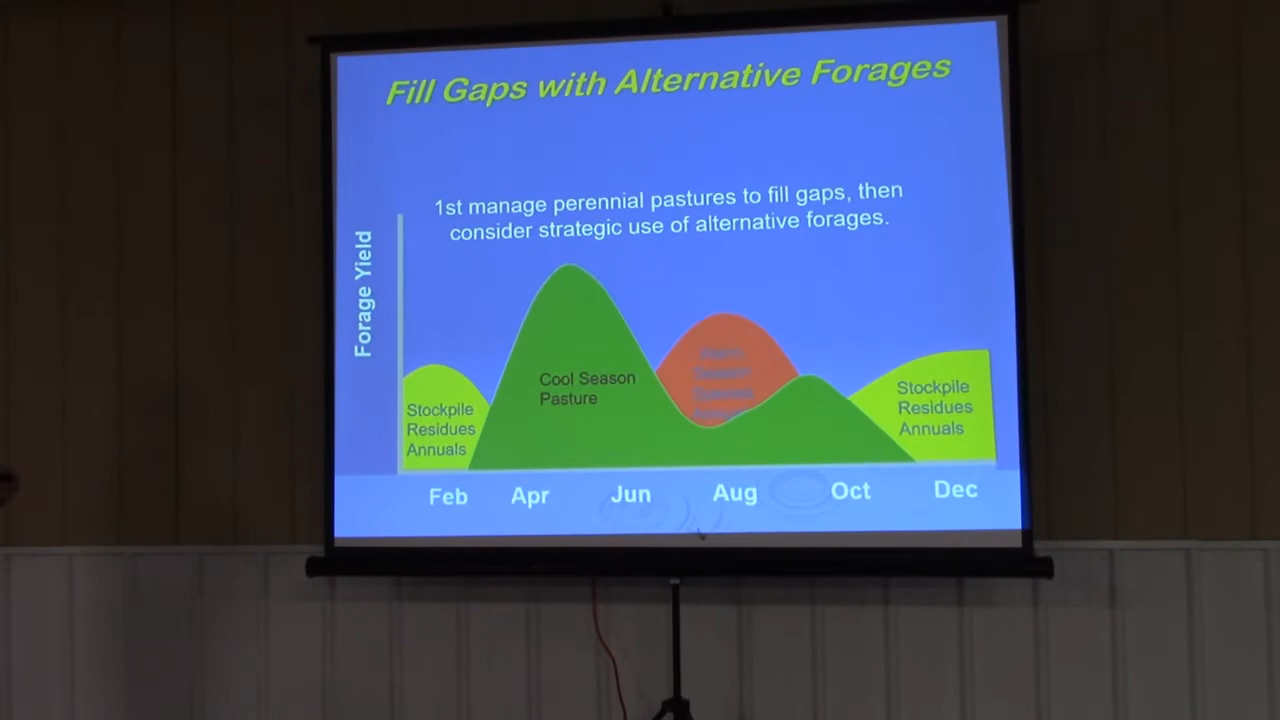 Fill Gaps with Alternative Forages
1st manage perennial pastures to fill gaps, then
consider strategic use of alternative forages.
Forage Yield
Stockpile
Residues
Annuals
Cool Season
Pasture
Stockpile
Residues
Annuals
Feb Apr Jun Aug Oct Dec